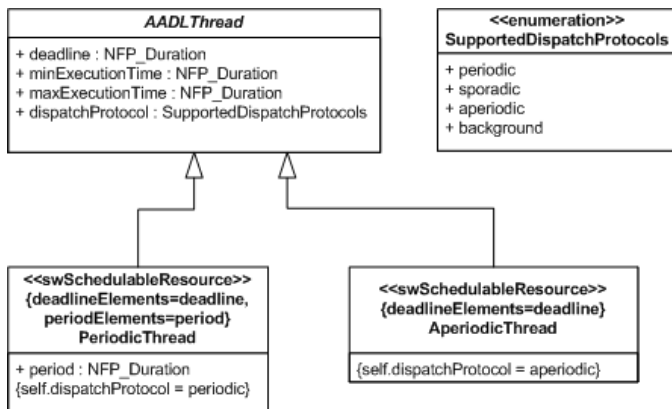 AADLThread
+ deadline : NFP_Duration
+ minExecutionTime : NFP_Duration
+ maxExecutionTime : NFP_Duration
+ dispatchProtocol : SupportedDispatchProtocols
<<enumeration>>
SupportedDispatchProtocols
+ periodic
+ sporadic
+ aperiodic
+ background
<<swSchedulableResource>>
{deadlineElements=deadline,
periodElements=period}
PeriodicThread
+ period : NFP_Duration
{self.dispatchProtocol = periodic}
<<swSchedulableResource>>
{deadlineElements=deadline}
AperiodicThread
{self.dispatchProtocol = aperiodic}